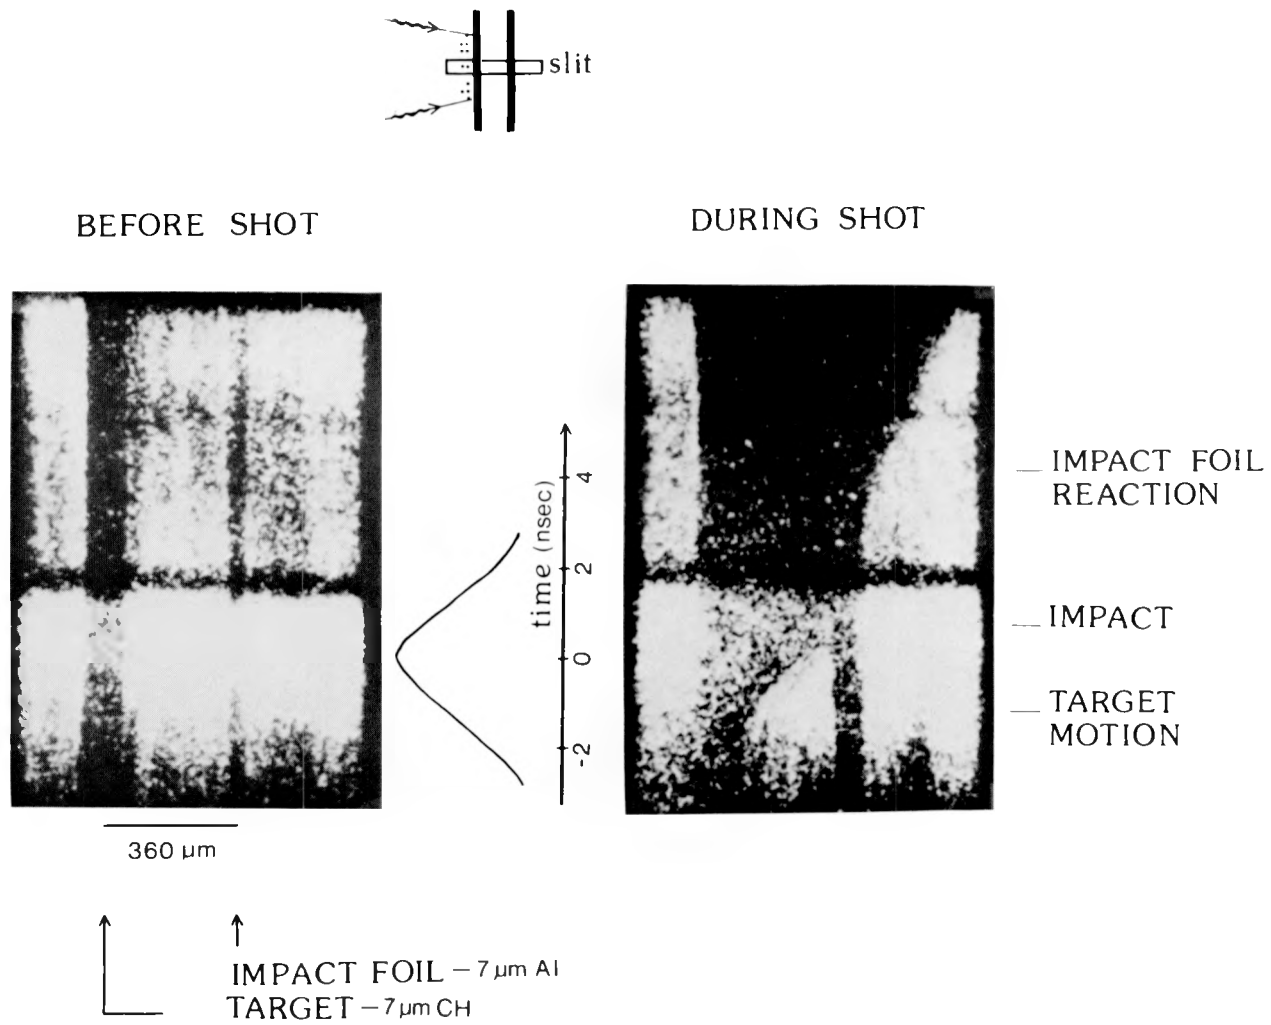 slit
BEFORE SHOT
DURING SHOT
time (nsec)
4
2
0
-2
IMPACT FOIL
REACTION
IMPACT
TARGET
MOTION
360 μm
IMPACT FOIL – 7 μm Al
TARGET – 7 μm CH